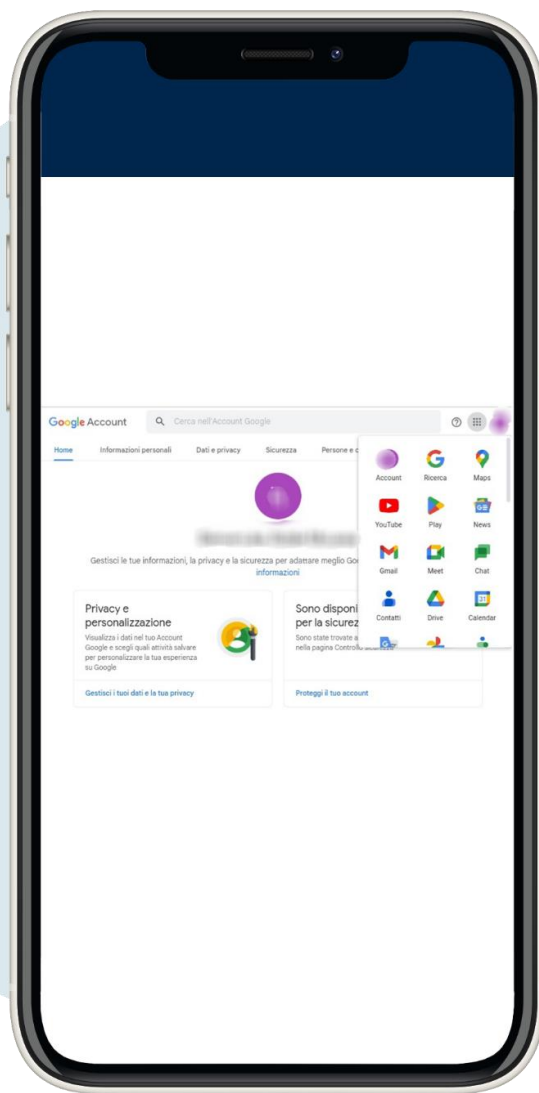 Google Account
Cerca nell'Account Google
Home Informazioni personali Dati e privacy Sicurezza Persone e c
Account Ricerca Maps
YouTube Play News
Gmail Meet Chat
Contatti Drive Calendar
Gestisci le tue informazioni, la privacy e la sicurezza per adattare meglio Goo
informazioni
Privacy e
personalizzazione
Visualizza i dati nel tuo Account
Google e scegli quali attività salvare
per personalizzare la tua esperienza
su Google
Gestisci i tuoi dati e la tua privacy
Sono disponi
per la sicurez
Sono state trovate a
nella pagina Controllo
Proteggi il tuo account